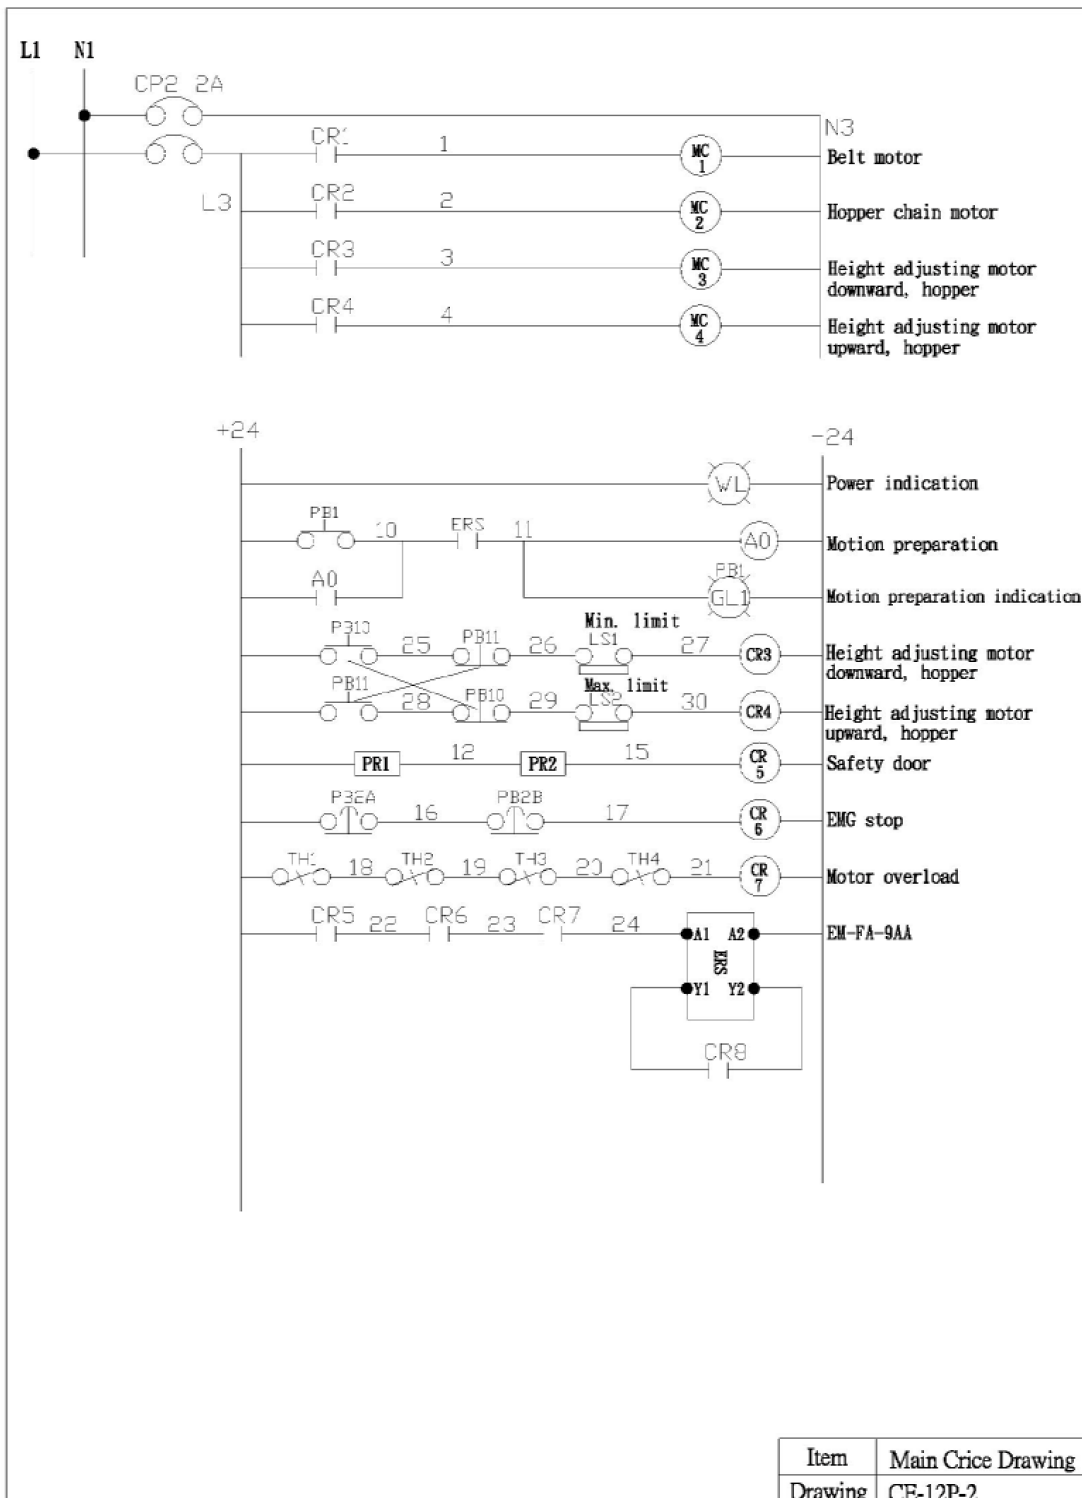 L1 N1
CP2 2A
N3
CR1 1 MC 1 Belt motor
L3 CR2 2 MC 2 Hopper chain motor
CR3 3 MC 3 Height adjusting motor
downward, hopper
CR4 4 MC 4 Height adjusting motor
upward, hopper
+24 -24
WL Power indication
PB1 10 ERS 11 A0 Motion preparation
A0 PB1 GL1 Motion preparation indication
Min. limit
PB10 25 PB11 26 LS1 27 CR3 Height adjusting motor
downward, hopper
Max. limit
PB11 28 PB10 29 LS2 30 CR4 Height adjusting motor
upward, hopper
PR1 12 PR2 15 CR 5 Safety door
PB2A 16 PB2B 17 CR 6 EMG stop
TH1 18 TH2 19 TH3 20 TH4 21 CR 7 Motor overload
CR5 22 CR6 23 CR7 24 A1 A2 EM-FA-9AA
ERS
Y1 Y2
CR8
Item Main Crice Drawing
Drawing CE-12P-2